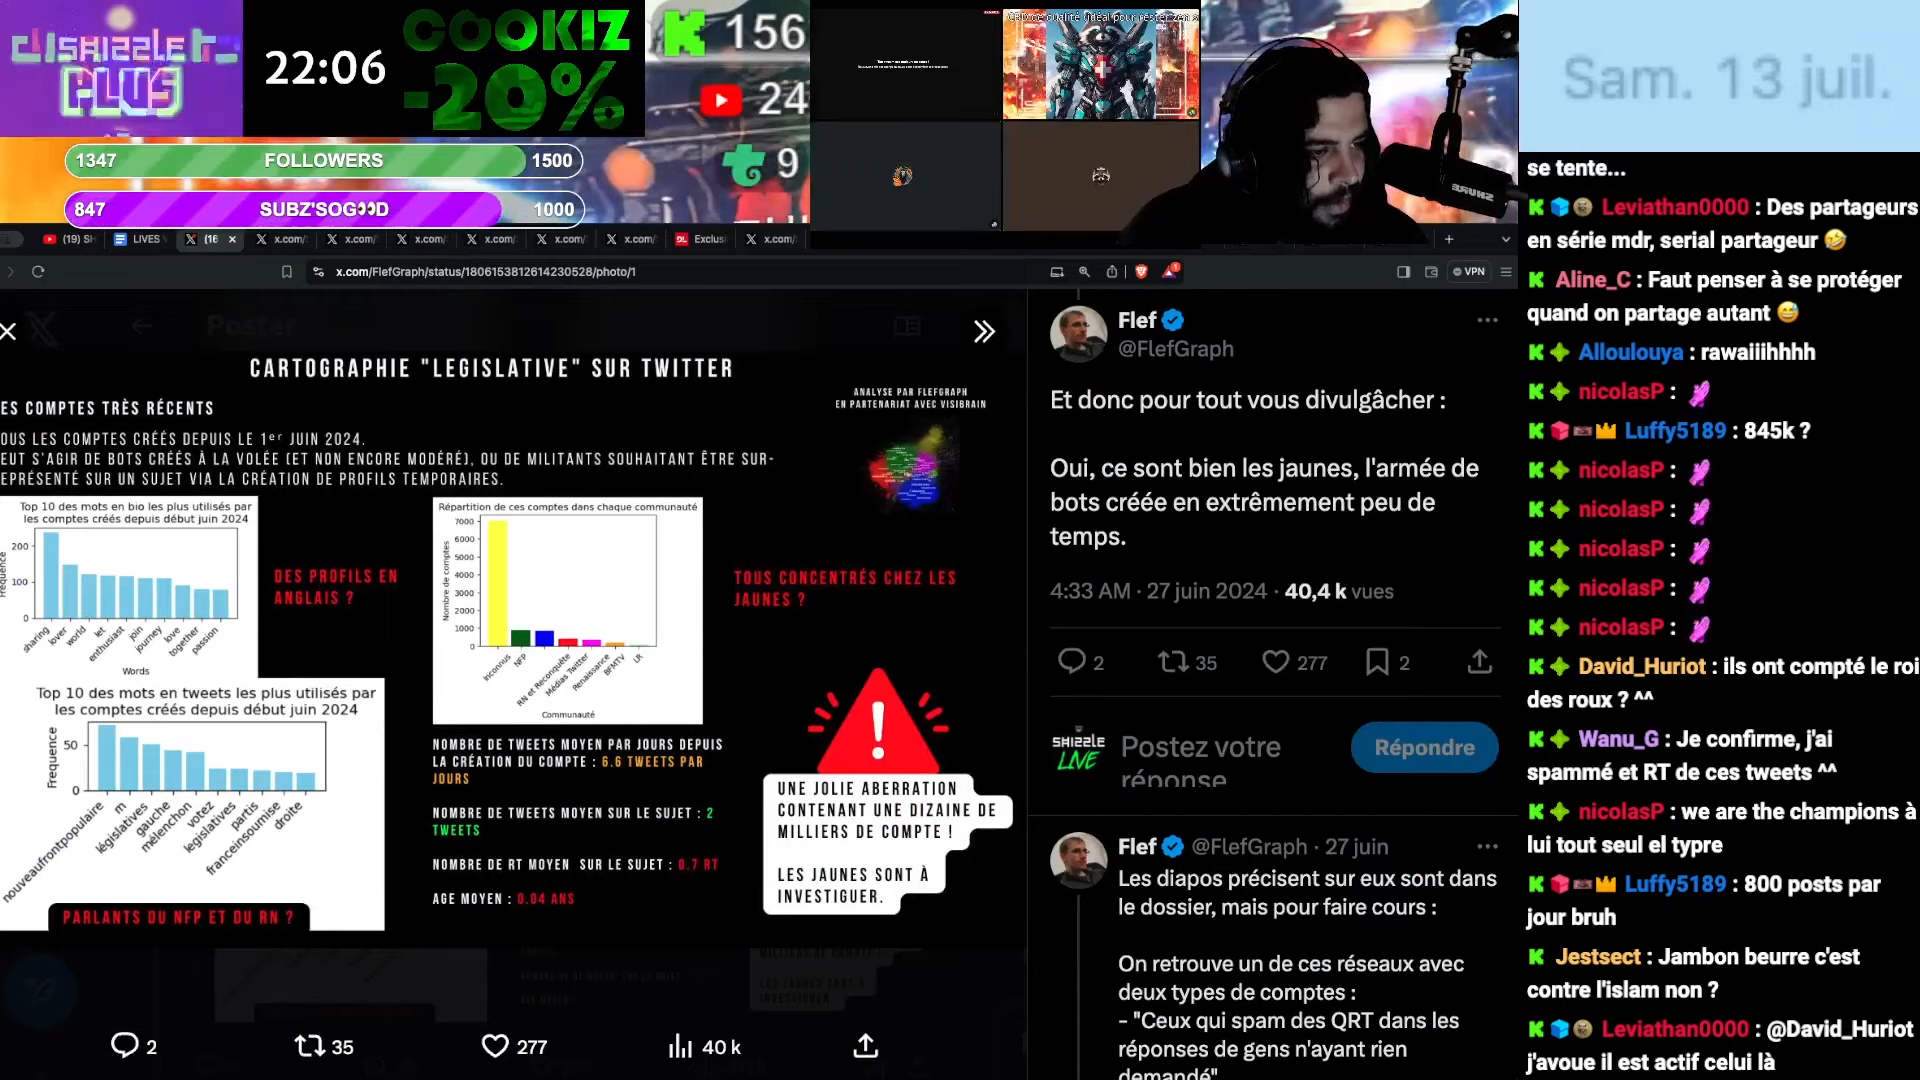 SHIZZLE
PLUS
22:06
COOKIZ
-20%
156
24
9
1347 FOLLOWERS 1500
847 SUBZ'SOG👀D 1000
CBD de qualité idéal pour rester zen
SHURE
Sam. 13 juil.
(19) SH
LIVES
(16
x.com/
x.com/
x.com/
x.com/
x.com/
x.com/
Exclusi
x.com/
x.com/FlefGraph/status/1806153812614230528/photo/1
VPN
Poster
CARTOGRAPHIE "LEGISLATIVE" SUR TWITTER
ANALYSE PAR FLEFGRAPH
EN PARTENARIAT AVEC VISIBRAIN
ES COMPTES TRÈS RÉCENTS
OUS LES COMPTES CRÉÉS DEPUIS LE 1er JUIN 2024.
EUT S'AGIR DE BOTS CRÉÉS À LA VOLÉE (ET NON ENCORE MODÉRÉ), OU DE MILITANTS SOUHAITANT ÊTRE SUR-
EPRÉSENTÉ SUR UN SUJET VIA LA CRÉATION DE PROFILS TEMPORAIRES.
Top 10 des mots en bio les plus utilisés par
les comptes créés depuis début juin 2024
200
100
0
Frequence
sharing
lover
world
let
enthusiast
join
journey
love
together
passion
Words
DES PROFILS EN
ANGLAIS ?
Répartition de ces comptes dans chaque communauté
7000
6000
5000
4000
3000
2000
1000
0
Nombre de comptes
Inconnus
NFP
RN et Reconquête
Médias Twitter
Renaissance
BFMTV
LR
Communauté
TOUS CONCENTRÉS CHEZ LES
JAUNES ?
Top 10 des mots en tweets les plus utilisés par
les comptes créés depuis début juin 2024
50
0
Frequence
nouveaufrontpopulaire
rn
législatives
gauche
mélenchon
votez
legislatives
partis
franceinsoumise
droite
PARLANTS DU NFP ET DU RN ?
NOMBRE DE TWEETS MOYEN PAR JOURS DEPUIS
LA CRÉATION DU COMPTE : 6.6 TWEETS PAR
JOURS
NOMBRE DE TWEETS MOYEN SUR LE SUJET : 2
TWEETS
NOMBRE DE RT MOYEN SUR LE SUJET : 0.7 RT
AGE MOYEN : 0.04 ANS
UNE JOLIE ABERRATION
CONTENANT UNE DIZAINE DE
MILLIERS DE COMPTE !
LES JAUNES SONT À
INVESTIGUER.
2
35
277
40 k
Flef
@FlefGraph
Et donc pour tout vous divulgâcher :
Oui, ce sont bien les jaunes, l'armée de
bots créée en extrêmement peu de
temps.
4:33 AM · 27 juin 2024 · 40,4 k vues
2
35
277
2
SHIZZLE
LIVE
Postez votre
réponse
Répondre
Flef @FlefGraph · 27 juin
Les diapos précisent sur eux sont dans
le dossier, mais pour faire cours :
On retrouve un de ces réseaux avec
deux types de comptes :
- "Ceux qui spam des QRT dans les
réponses de gens n'ayant rien
demandé"
se tente...
Leviathan0000 : Des partageurs
en série mdr, serial partageur 🤣
Aline_C : Faut penser à se protéger
quand on partage autant 😅
Alloulouya : rawaiiihhhh
nicolasP :
Luffy5189 : 845k ?
nicolasP :
nicolasP :
nicolasP :
nicolasP :
nicolasP :
David_Huriot : ils ont compté le roi
des roux ? ^^
Wanu_G : Je confirme, j'ai
spammé et RT de ces tweets ^^
nicolasP : we are the champions à
lui tout seul el typre
Luffy5189 : 800 posts par
jour bruh
Jestsect : Jambon beurre c'est
contre l'islam non ?
Leviathan0000 : @David_Huriot
j'avoue il est actif celui là